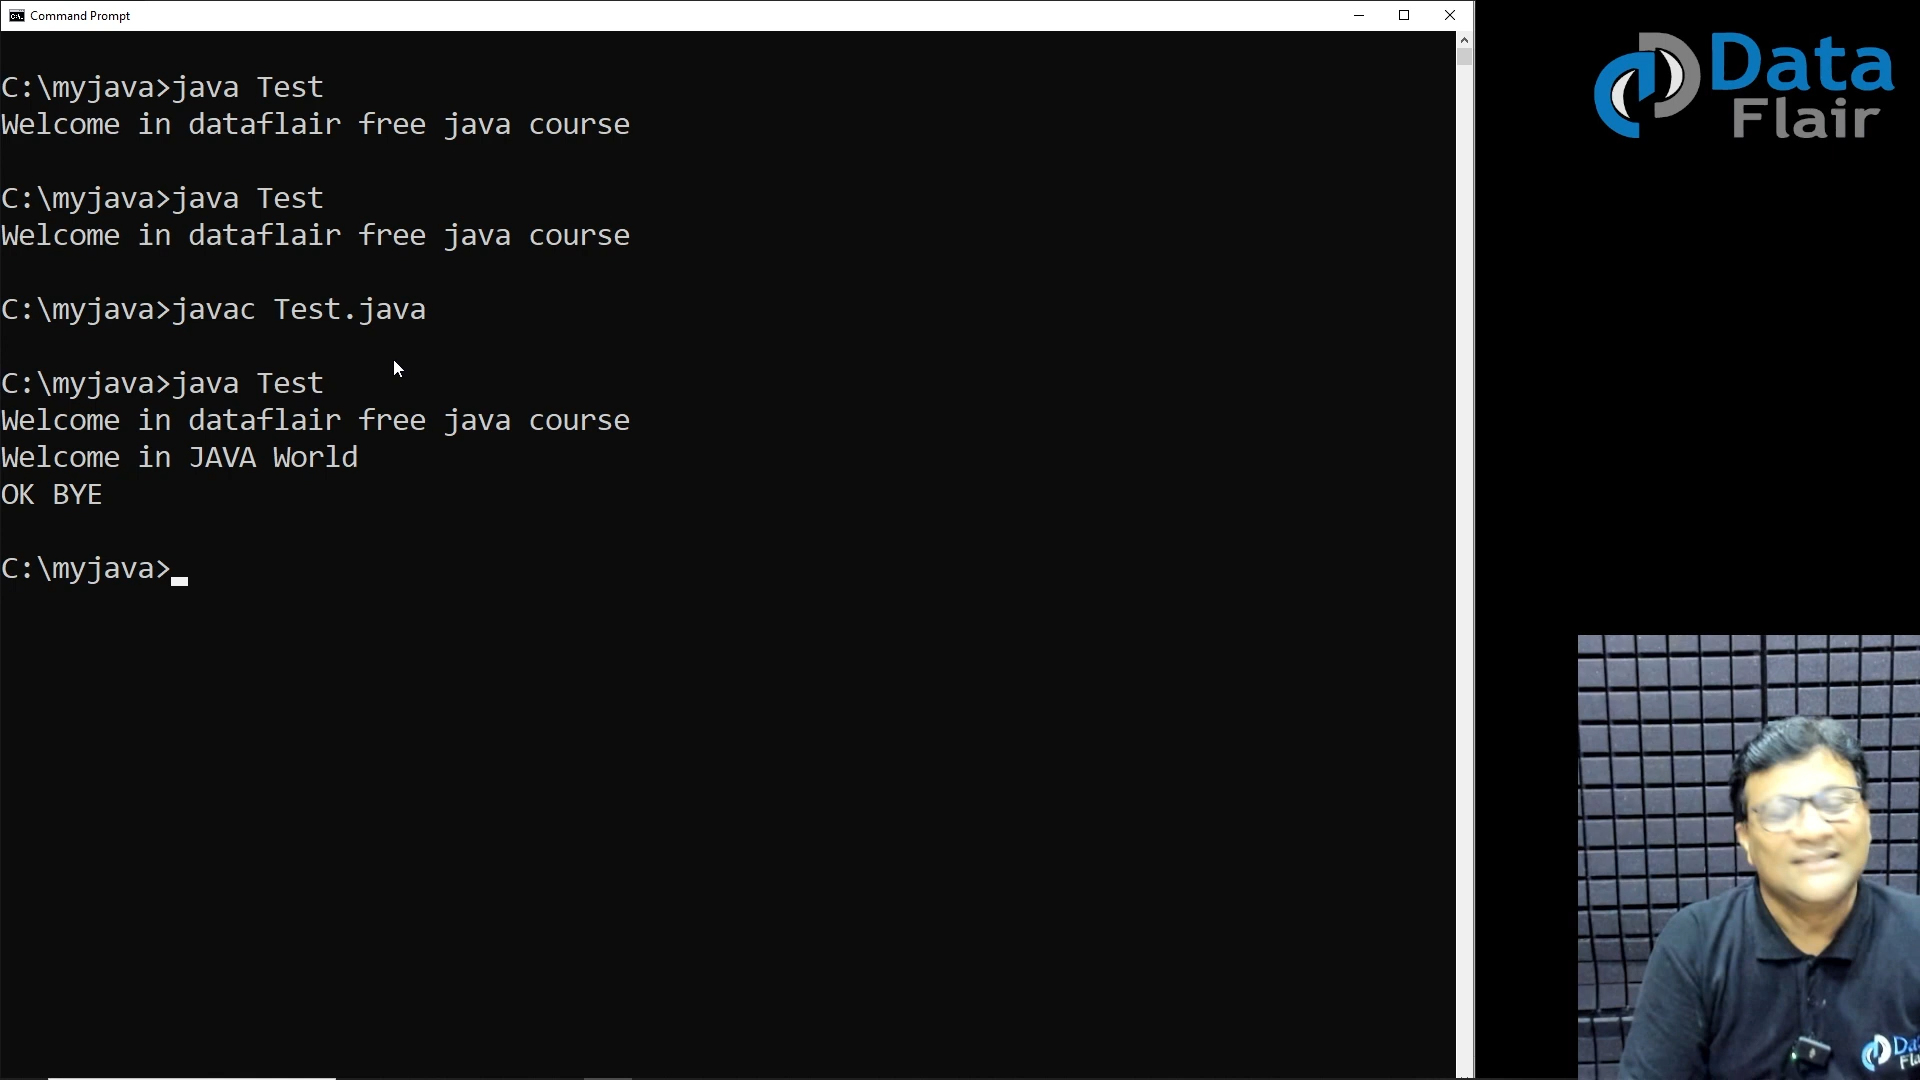 Command Prompt
C:\myjava>java Test
Welcome in dataflair free java course
C:\myjava>java Test
Welcome in dataflair free java course
C:\myjava>javac Test.java
C:\myjava>java Test
Welcome in dataflair free java course
Welcome in JAVA World
OK BYE
C:\myjava>
Data
Flair